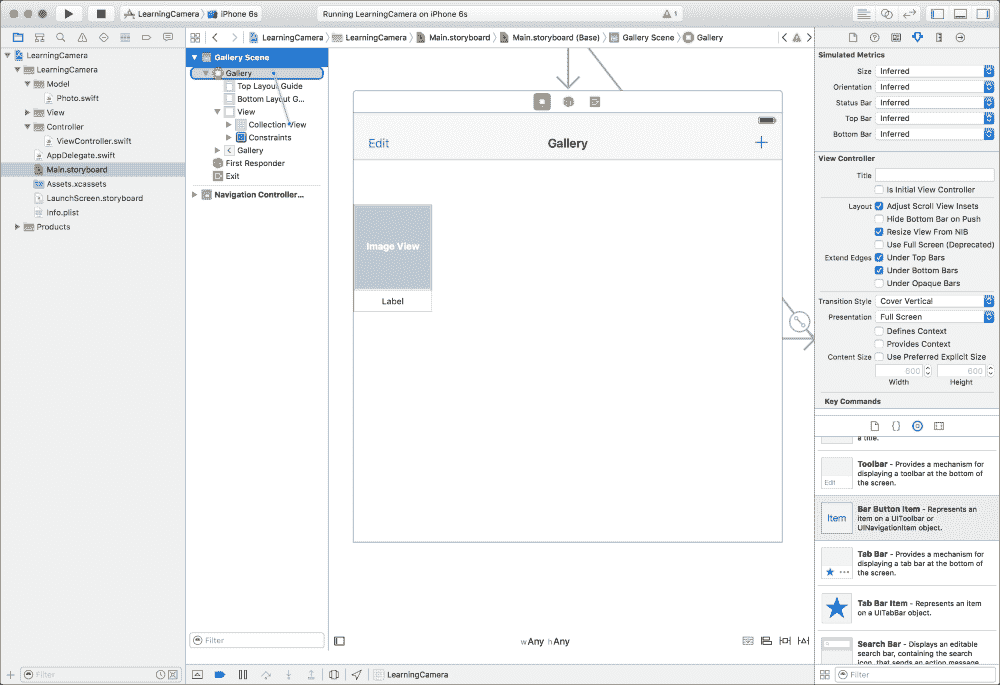 LearningCamera
iPhone 6s
Running LearningCamera on iPhone 6s
1
LearningCamera
LearningCamera
Main.storyboard
Main.storyboard (Base)
Gallery Scene
Gallery
LearningCamera
LearningCamera
Model
Photo.swift
View
Controller
ViewController.swift
AppDelegate.swift
Main.storyboard
Assets.xcassets
LaunchScreen.storyboard
Info.plist
Products
Filter
Gallery Scene
Gallery
Top Layout Guide
Bottom Layout G...
View
Collection View
Constraints
Gallery
First Responder
Exit
Navigation Controller...
Filter
Edit
Gallery
+
Image View
Label
wAny hAny
LearningCamera
Simulated Metrics
Size Inferred
Orientation Inferred
Status Bar Inferred
Top Bar Inferred
Bottom Bar Inferred
View Controller
Title
Is Initial View Controller
Layout Adjust Scroll View Insets
Hide Bottom Bar on Push
Resize View From NIB
Use Full Screen (Deprecated)
Extend Edges Under Top Bars
Under Bottom Bars
Under Opaque Bars
Transition Style Cover Vertical
Presentation Full Screen
Defines Context
Provides Context
Content Size Use Preferred Explicit Size
600 600
Width Height
Key Commands
a title.
Edit
Toolbar - Provides a mechanism for
displaying a toolbar at the bottom of
the screen.
Item
Bar Button Item - Represents an
item on a UIToolbar or
UINavigationItem object.
Tab Bar - Provides a mechanism for
displaying a tab bar at the bottom of
the screen.
Tab Bar Item - Represents an item
on a UITabBar object.
Search Bar - Displays an editable
search bar, containing the search
icon, that sends an action message
Filter